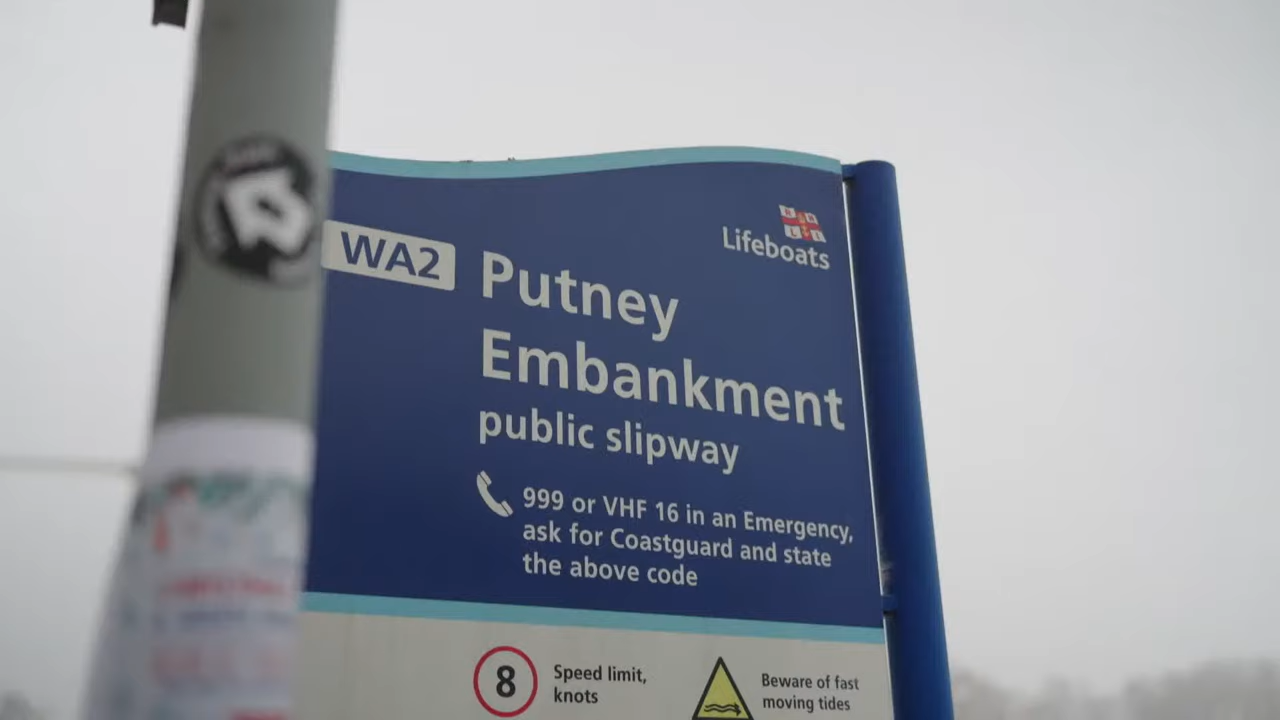 RNLI
Lifeboats
WA2
Putney
Embankment
public slipway
999 or VHF 16 in an Emergency,
ask for Coastguard and state
the above code
8
Speed limit,
knots
Beware of fast
moving tides